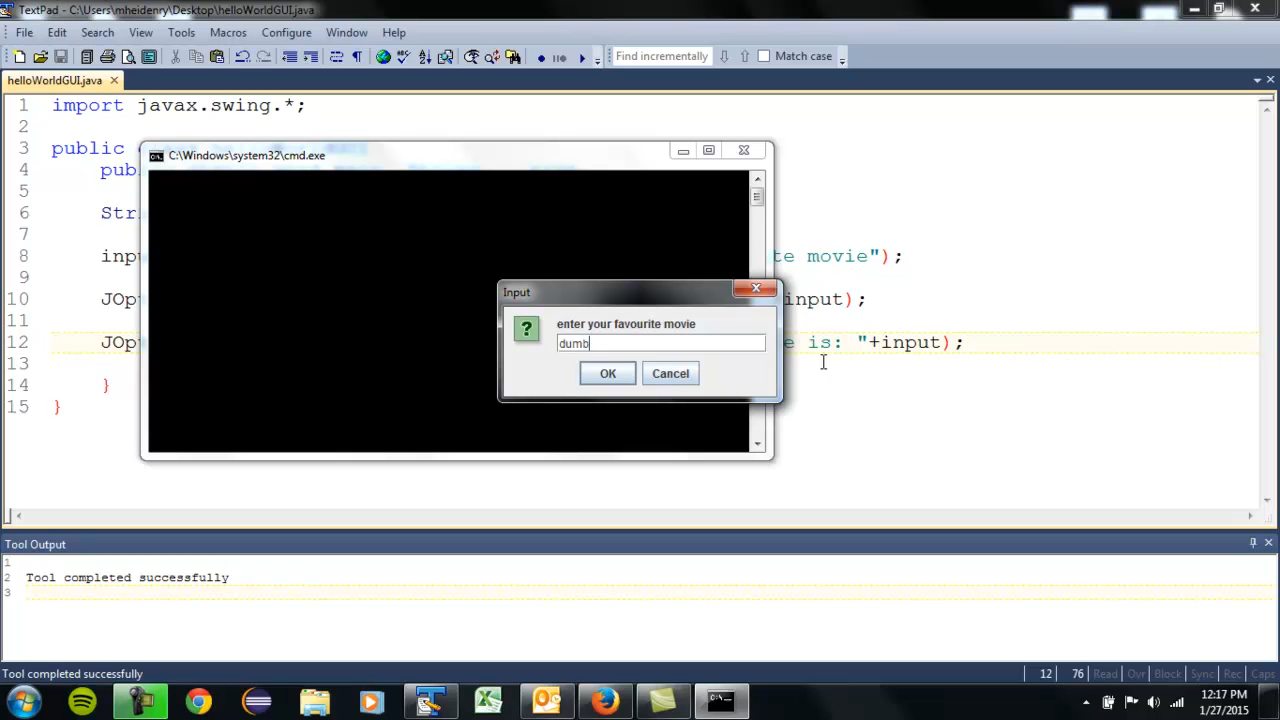 TextPad - C:\Users\mheidenry\Desktop\helloWorldGUI.java
File Edit Search View Tools Macros Configure Window Help
Find incrementally Match case
helloWorldGUI.java
1 import javax.swing.*;
2
3 public
C:\Windows\system32\cmd.exe
4 pub
5
6 Str
7
8 inpu te movie");
9
10 JOpt input);
11
12 JOpt e is: "+input);
13
14 }
15 }
Input
enter your favourite movie
dumb
OK Cancel
Tool Output
1
2 Tool completed successfully
3
Tool completed successfully 12 76 Read Ovr Block Sync Rec Caps
12:17 PM
1/27/2015